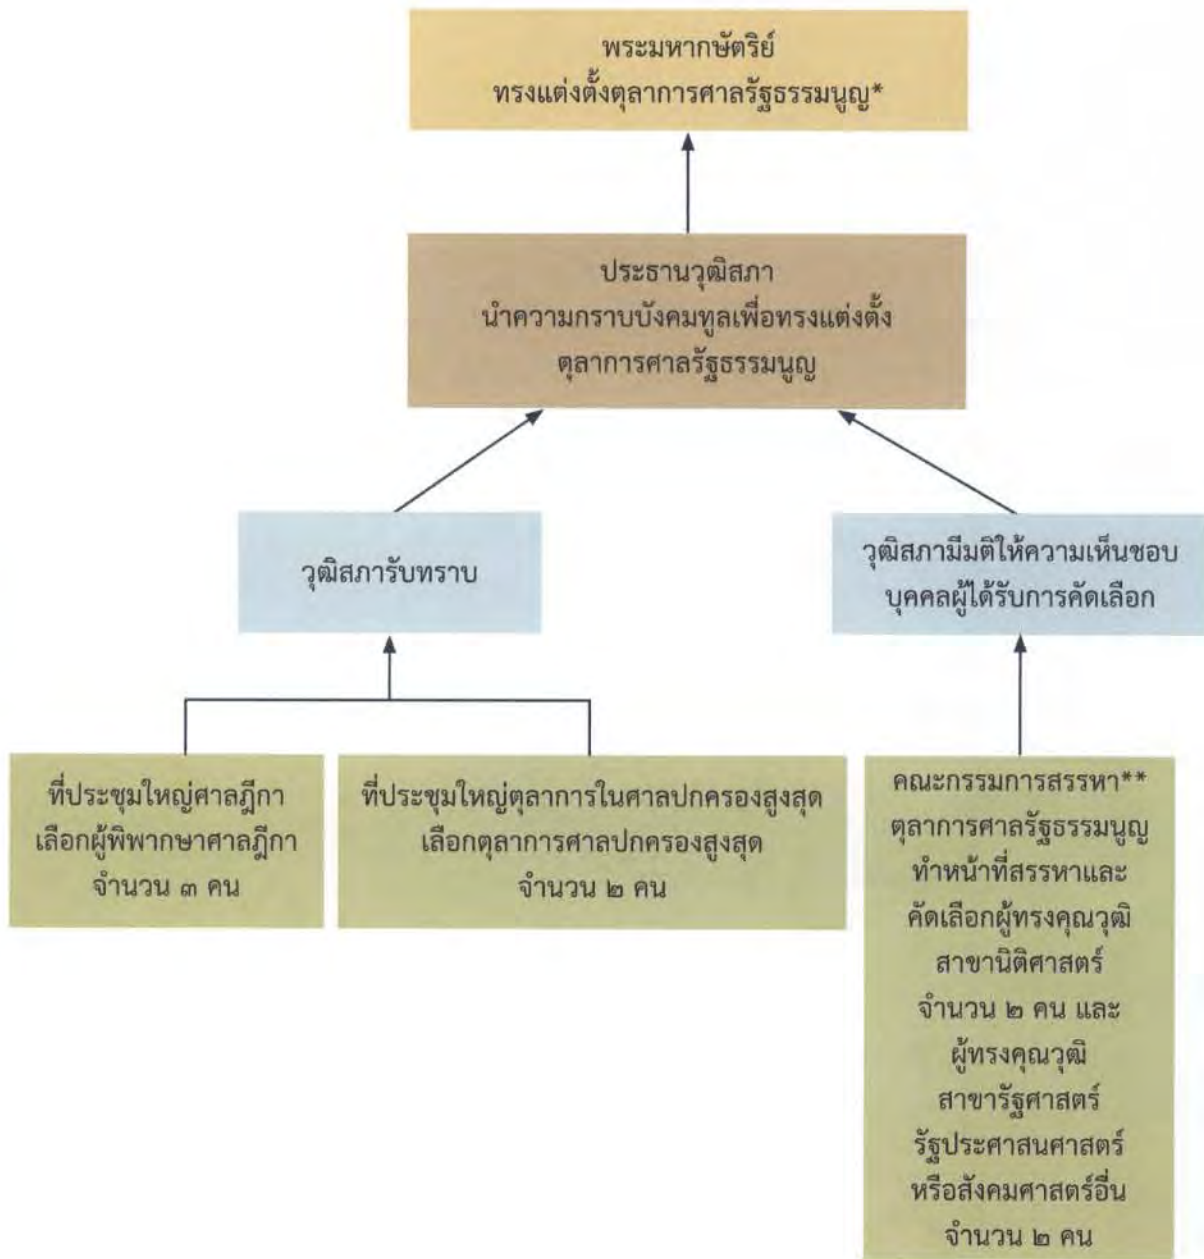 พระมหากษัตริย์
ทรงแต่งตั้งตุลาการศาลรัฐธรรมนูญ*
ประธานวุฒิสภา
นำความกราบบังคมทูลเพื่อทรงแต่งตั้ง
ตุลาการศาลรัฐธรรมนูญ
วุฒิสภารับทราบ
วุฒิสภามีมติให้ความเห็นชอบ
บุคคลผู้ได้รับการคัดเลือก
ที่ประชุมใหญ่ศาลฎีกา
เลือกผู้พิพากษาศาลฎีกา
จำนวน ๓ คน
ที่ประชุมใหญ่ตุลาการในศาลปกครองสูงสุด
เลือกตุลาการศาลปกครองสูงสุด
จำนวน ๒ คน
คณะกรรมการสรรหา**
ตุลาการศาลรัฐธรรมนูญ
ทำหน้าที่สรรหาและ
คัดเลือกผู้ทรงคุณวุฒิ
สาขานิติศาสตร์
จำนวน ๒ คน และ
ผู้ทรงคุณวุฒิ
สาขารัฐศาสตร์
รัฐประศาสนศาสตร์
หรือสังคมศาสตร์อื่น
จำนวน ๒ คน